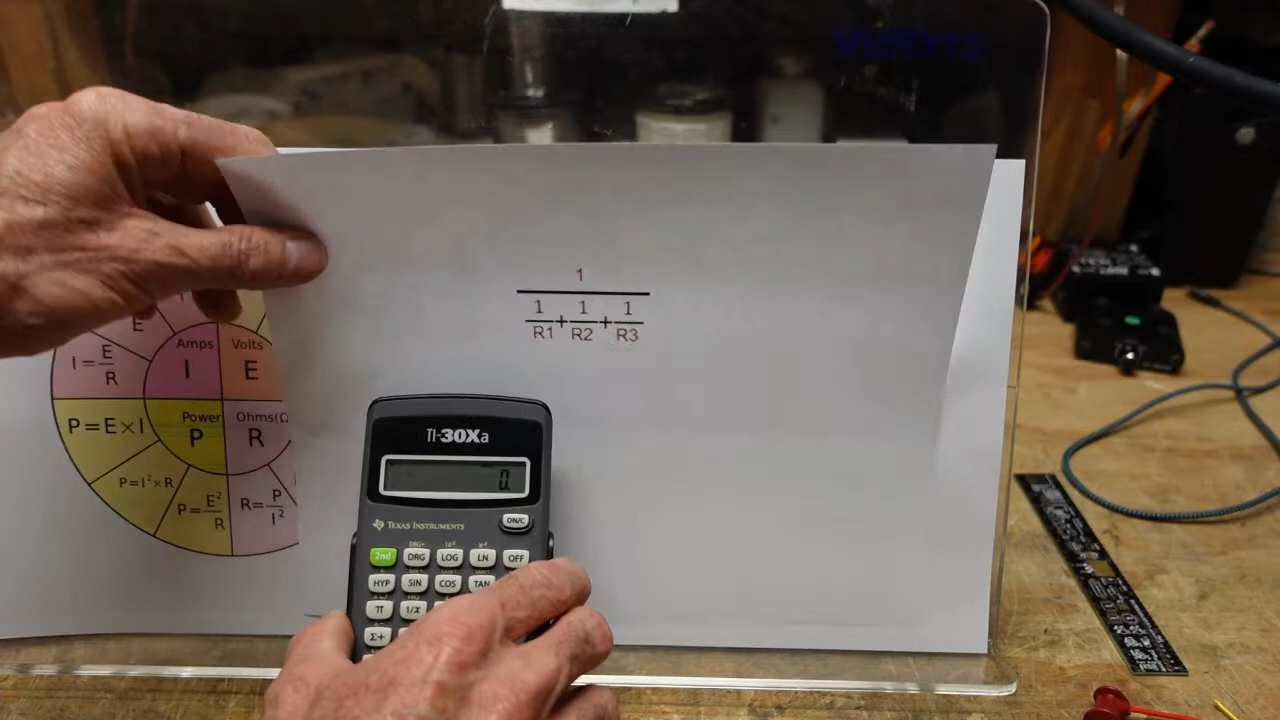 1
1 + 1 + 1
R1 R2 R3
E
I = E
R
Amps
I
Volts
E
P=E×I
Power
P
Ohms(Ω
R
P=I²×R
P= E²
R
R= P
I²
TI-30Xa
0.
TEXAS INSTRUMENTS
ON/C
2nd DRG LOG LN OFF
HYP SIN COS TAN
π 1/x
Σ+